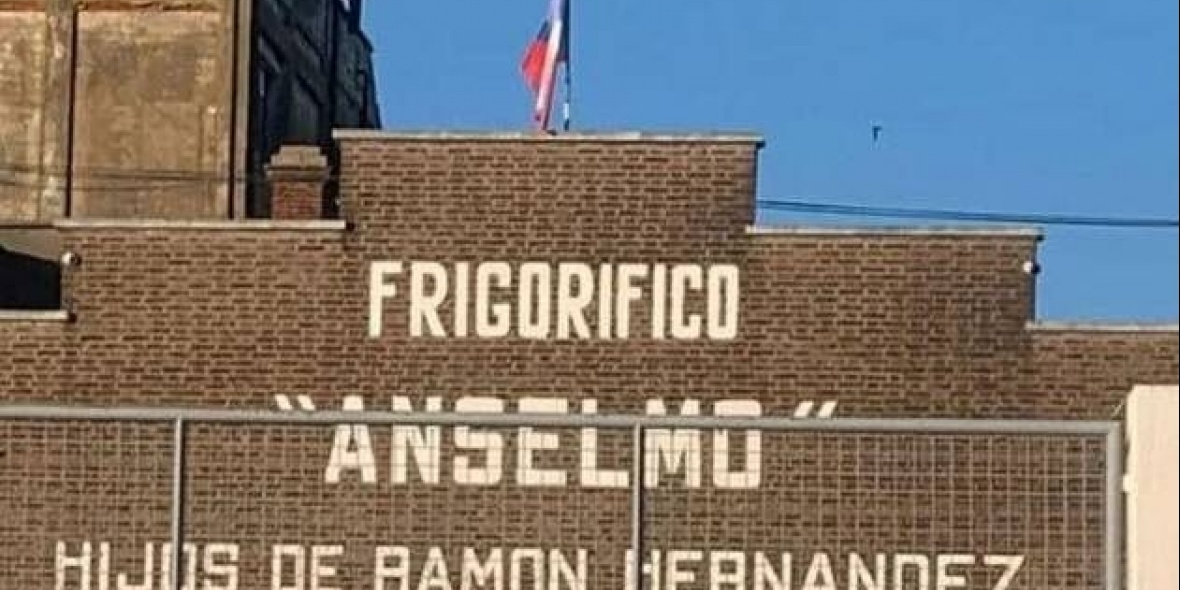 FRIGORIFICO
"ANSELMO"
HIJOS DE RAMON HERNANDEZ